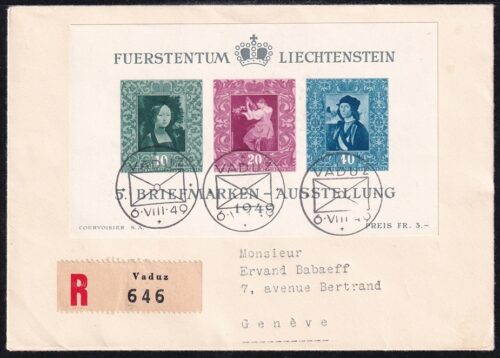 FUERSTENTUM LIECHTENSTEIN
10 20 40
VADUZ VADUZ VADUZ
5. BRIEFMARKEN-AUSSTELLUNG
1949
6·VIII·49 6·VIII·49 6·VIII·49
COURVOISIER S.A. PREIS FR. 3.-
Monsieur
Ervand Babaeff
7, avenue Bertrand
Genève
R Vaduz
646